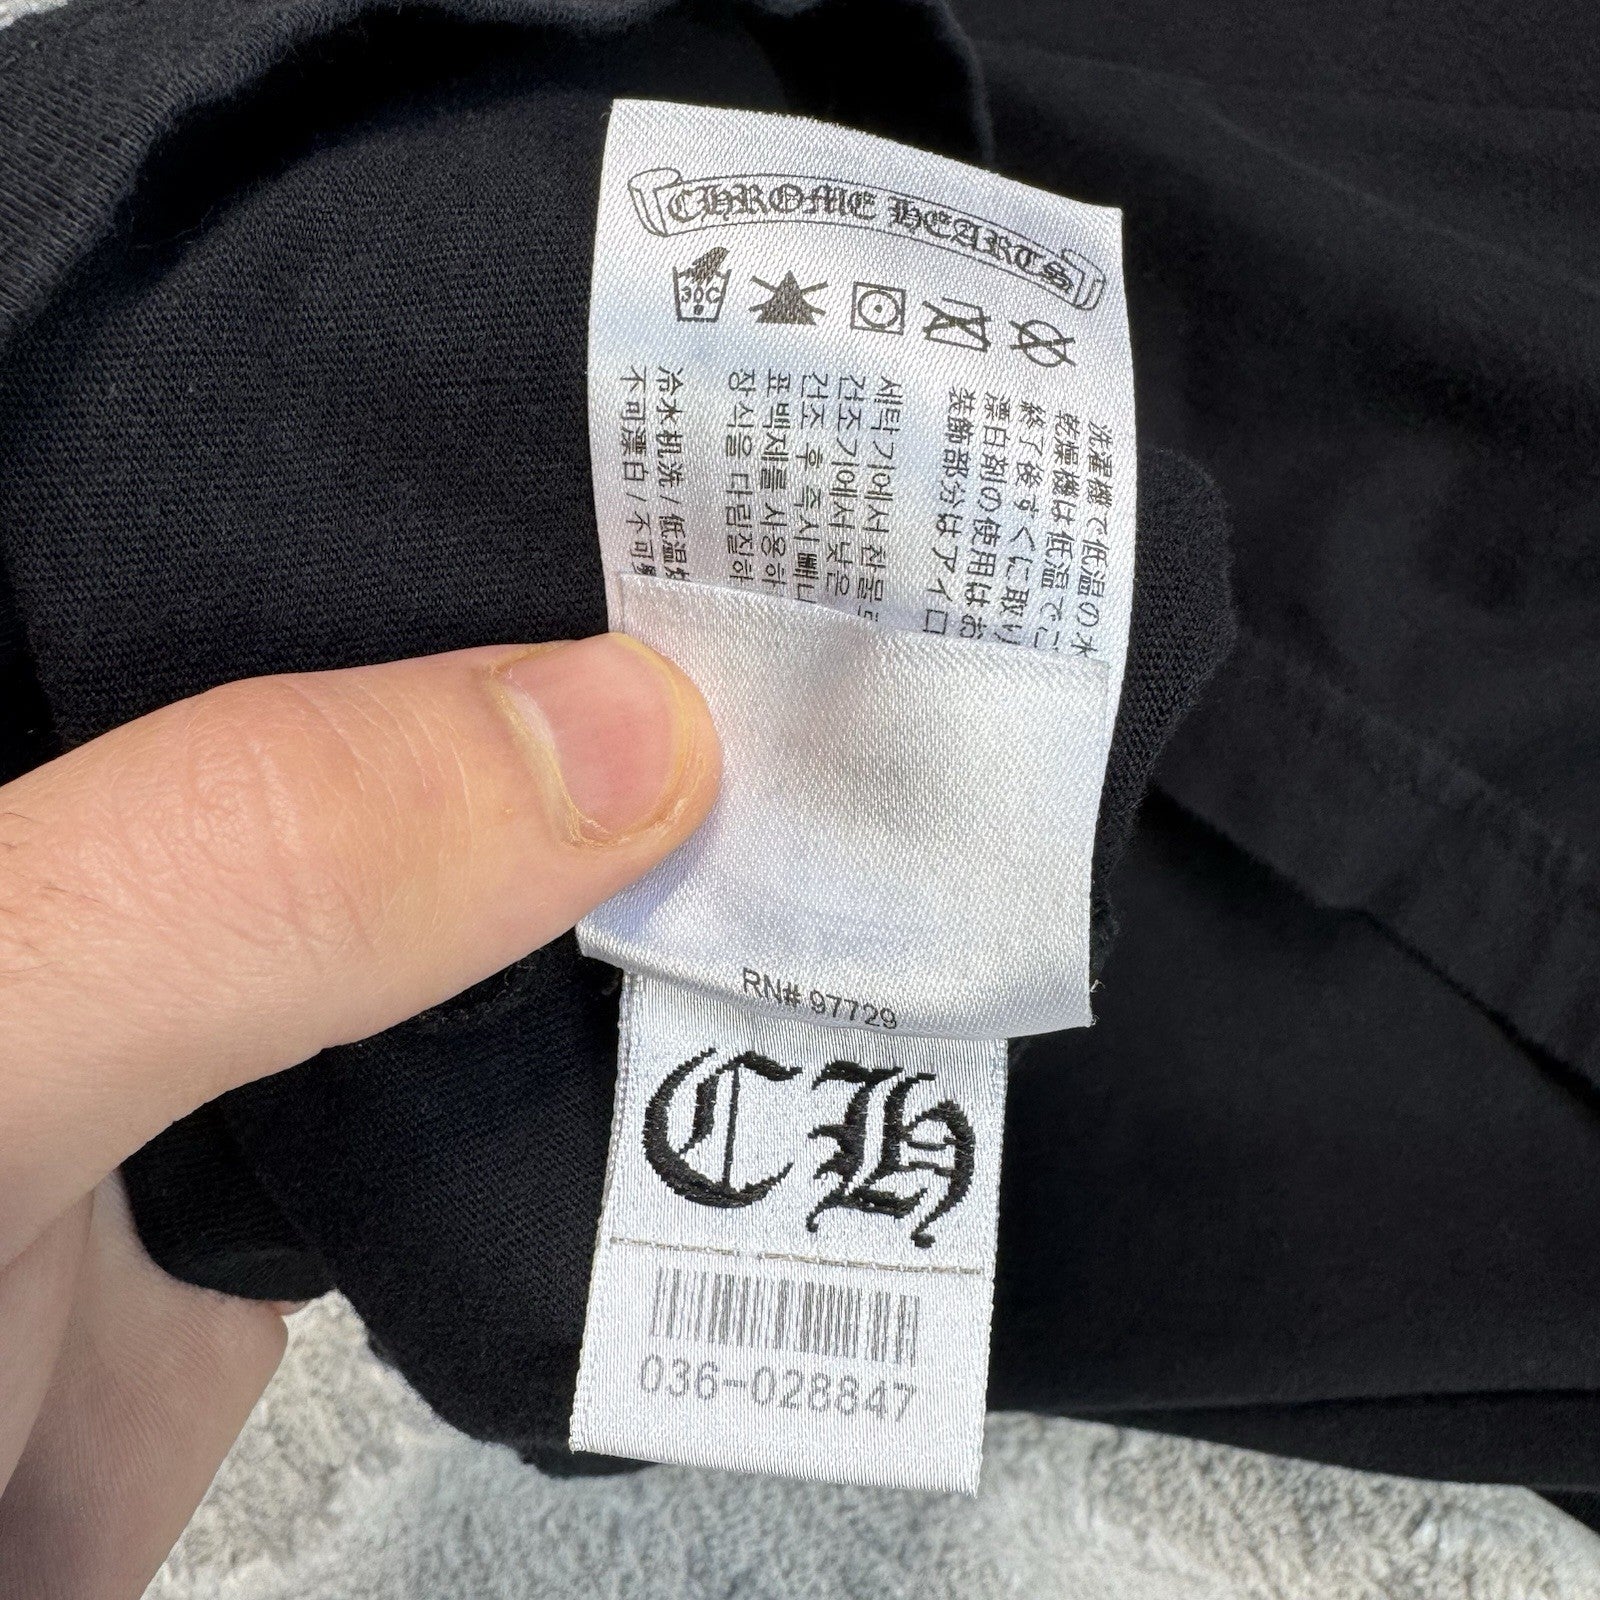 CHROME HEARTS
30C
洗濯機で低温の水
乾燥機は低温でご
終了後すぐに取り
漂白剤の使用はお
装飾部分はアイロ
세탁기에서 찬물로
건조기에서 낮은
건조 후 즉시 빼니
표백제를 사용하
장식을 다림질하
冷水机洗 / 低温
不可漂白 / 不可
RN# 97729
CH
036-028847